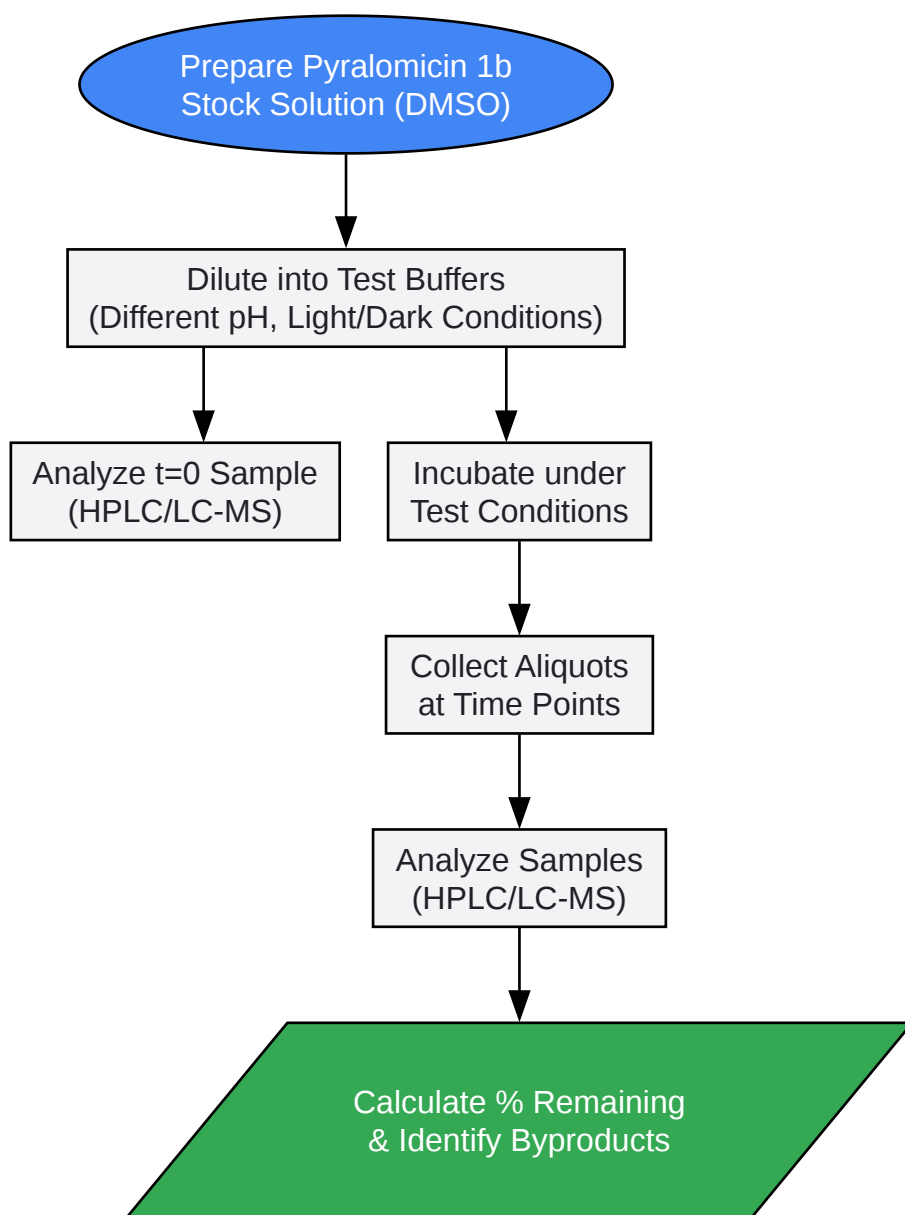 Prepare Pyralomicin 1b
Stock Solution (DMSO)
Dilute into Test Buffers
(Different pH, Light/Dark Conditions)
Analyze t=0 Sample
(HPLC/LC-MS)
Incubate under
Test Conditions
Collect Aliquots
at Time Points
Analyze Samples
(HPLC/LC-MS)
Calculate % Remaining
& Identify Byproducts